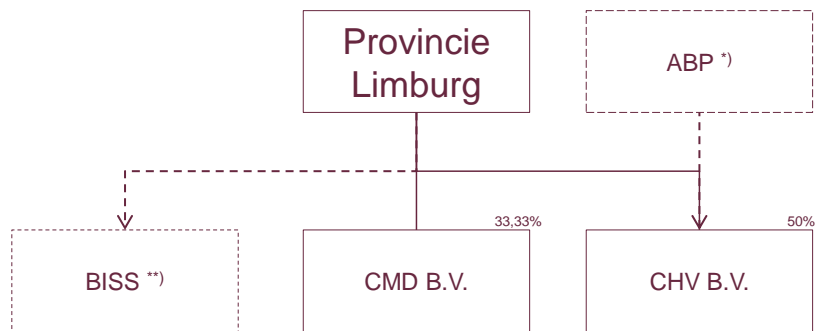 Provincie
Limburg
ABP *)
33,33%
50%
BISS **)
CMD B.V.
CHV B.V.